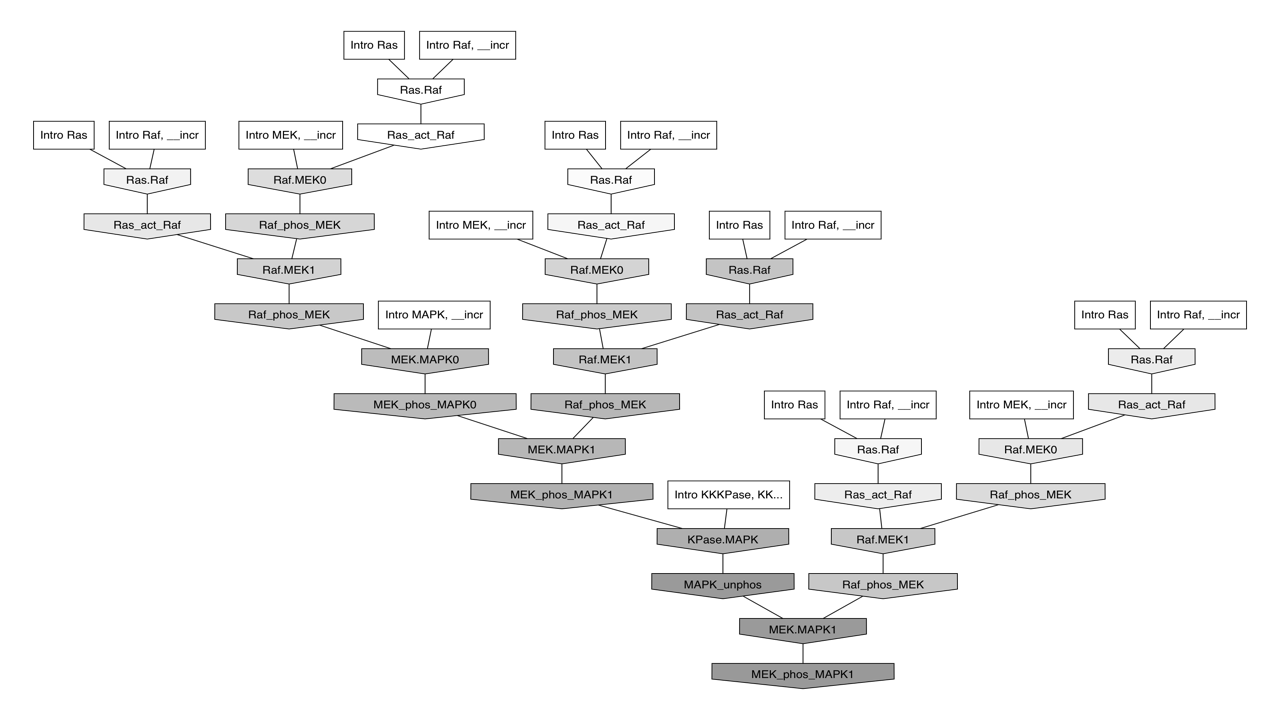 Intro Ras
Intro Raf, __incr
Ras.Raf
Intro Ras
Intro Raf, __incr
Intro MEK, __incr
Ras_act_Raf
Intro Ras
Intro Raf, __incr
Ras.Raf
Raf.MEK0
Ras.Raf
Ras_act_Raf
Raf_phos_MEK
Intro MEK, __incr
Ras_act_Raf
Intro Ras
Intro Raf, __incr
Raf.MEK1
Raf.MEK0
Ras.Raf
Raf_phos_MEK
Intro MAPK, __incr
Raf_phos_MEK
Ras_act_Raf
Intro Ras
Intro Raf, __incr
MEK.MAPK0
Raf.MEK1
Ras.Raf
MEK_phos_MAPK0
Raf_phos_MEK
Intro Ras
Intro Raf, __incr
Intro MEK, __incr
Ras_act_Raf
MEK.MAPK1
Ras.Raf
Raf.MEK0
MEK_phos_MAPK1
Intro KKKPase, KK...
Ras_act_Raf
Raf_phos_MEK
KPase.MAPK
Raf.MEK1
MAPK_unphos
Raf_phos_MEK
MEK.MAPK1
MEK_phos_MAPK1